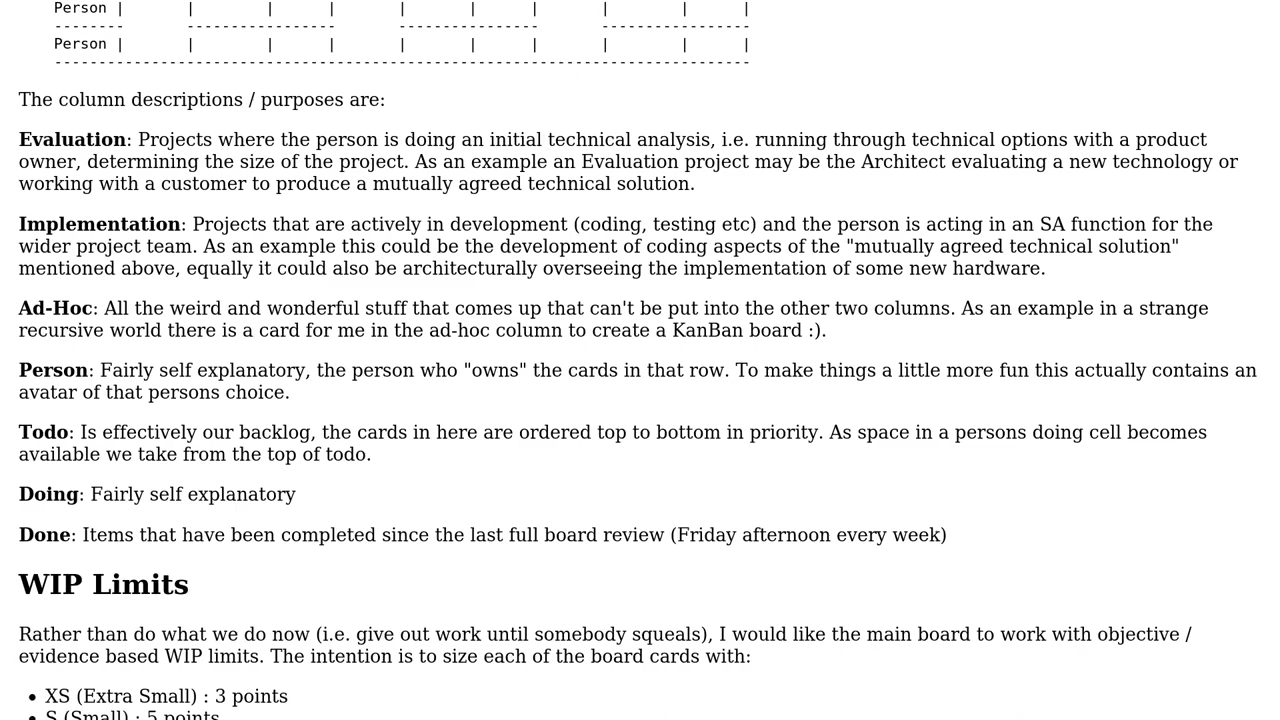 Person |       |        |      |       |       |      |       |        |      |
--------       -----------------       ----------------       -----------------
Person |       |        |      |       |       |      |       |        |      |
-------------------------------------------------------------------------------
The column descriptions / purposes are:
Evaluation: Projects where the person is doing an initial technical analysis, i.e. running through technical options with a product
owner, determining the size of the project. As an example an Evaluation project may be the Architect evaluating a new technology or
working with a customer to produce a mutually agreed technical solution.
Implementation: Projects that are actively in development (coding, testing etc) and the person is acting in an SA function for the
wider project team. As an example this could be the development of coding aspects of the "mutually agreed technical solution"
mentioned above, equally it could also be architecturally overseeing the implementation of some new hardware.
Ad-Hoc: All the weird and wonderful stuff that comes up that can't be put into the other two columns. As an example in a strange
recursive world there is a card for me in the ad-hoc column to create a KanBan board :).
Person: Fairly self explanatory, the person who "owns" the cards in that row. To make things a little more fun this actually contains an
avatar of that persons choice.
Todo: Is effectively our backlog, the cards in here are ordered top to bottom in priority. As space in a persons doing cell becomes
available we take from the top of todo.
Doing: Fairly self explanatory
Done: Items that have been completed since the last full board review (Friday afternoon every week)
WIP Limits
Rather than do what we do now (i.e. give out work until somebody squeals), I would like the main board to work with objective /
evidence based WIP limits. The intention is to size each of the board cards with:
• XS (Extra Small) : 3 points
• S (Small) : 5 points